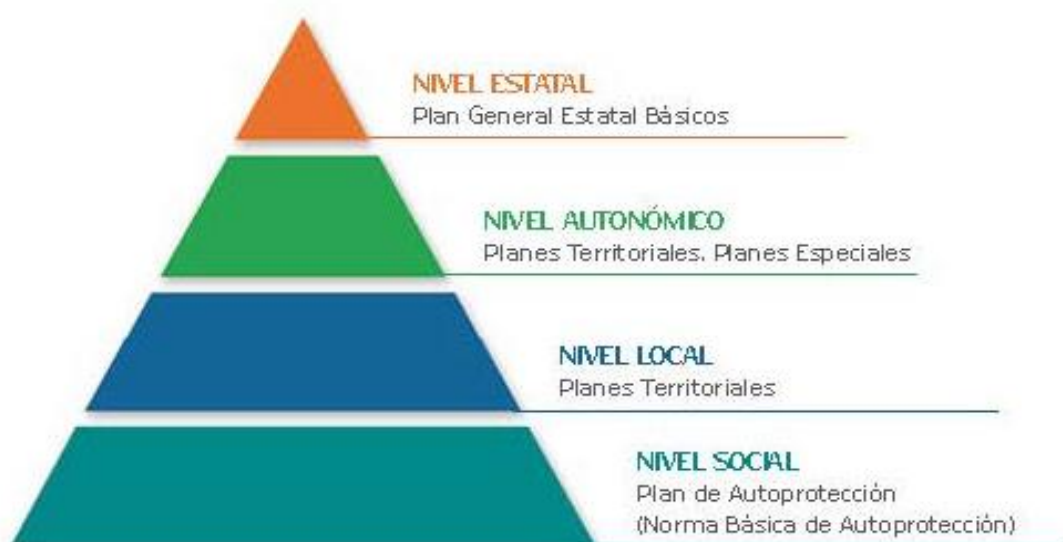 NIVEL ESTATAL
Plan General Estatal Básicos
NIVEL AUTONÓMICO
Planes Territoriales. Planes Especiales
NIVEL LOCAL
Planes Territoriales
NIVEL SOCIAL
Plan de Autoprotección
(Norma Básica de Autoprotección)